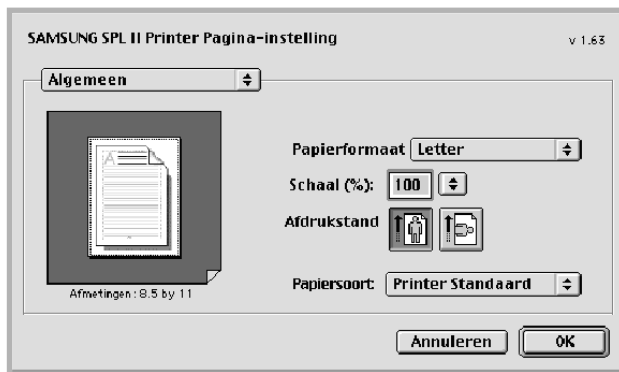 SAMSUNG SPL II Printer Pagina-instelling
v 1.63
Algemeen
Papierformaat Letter
Schaal (%): 100
Afdrukstand
Papiersoort: Printer Standaard
Afmetingen : 8.5 by 11
Annuleren OK